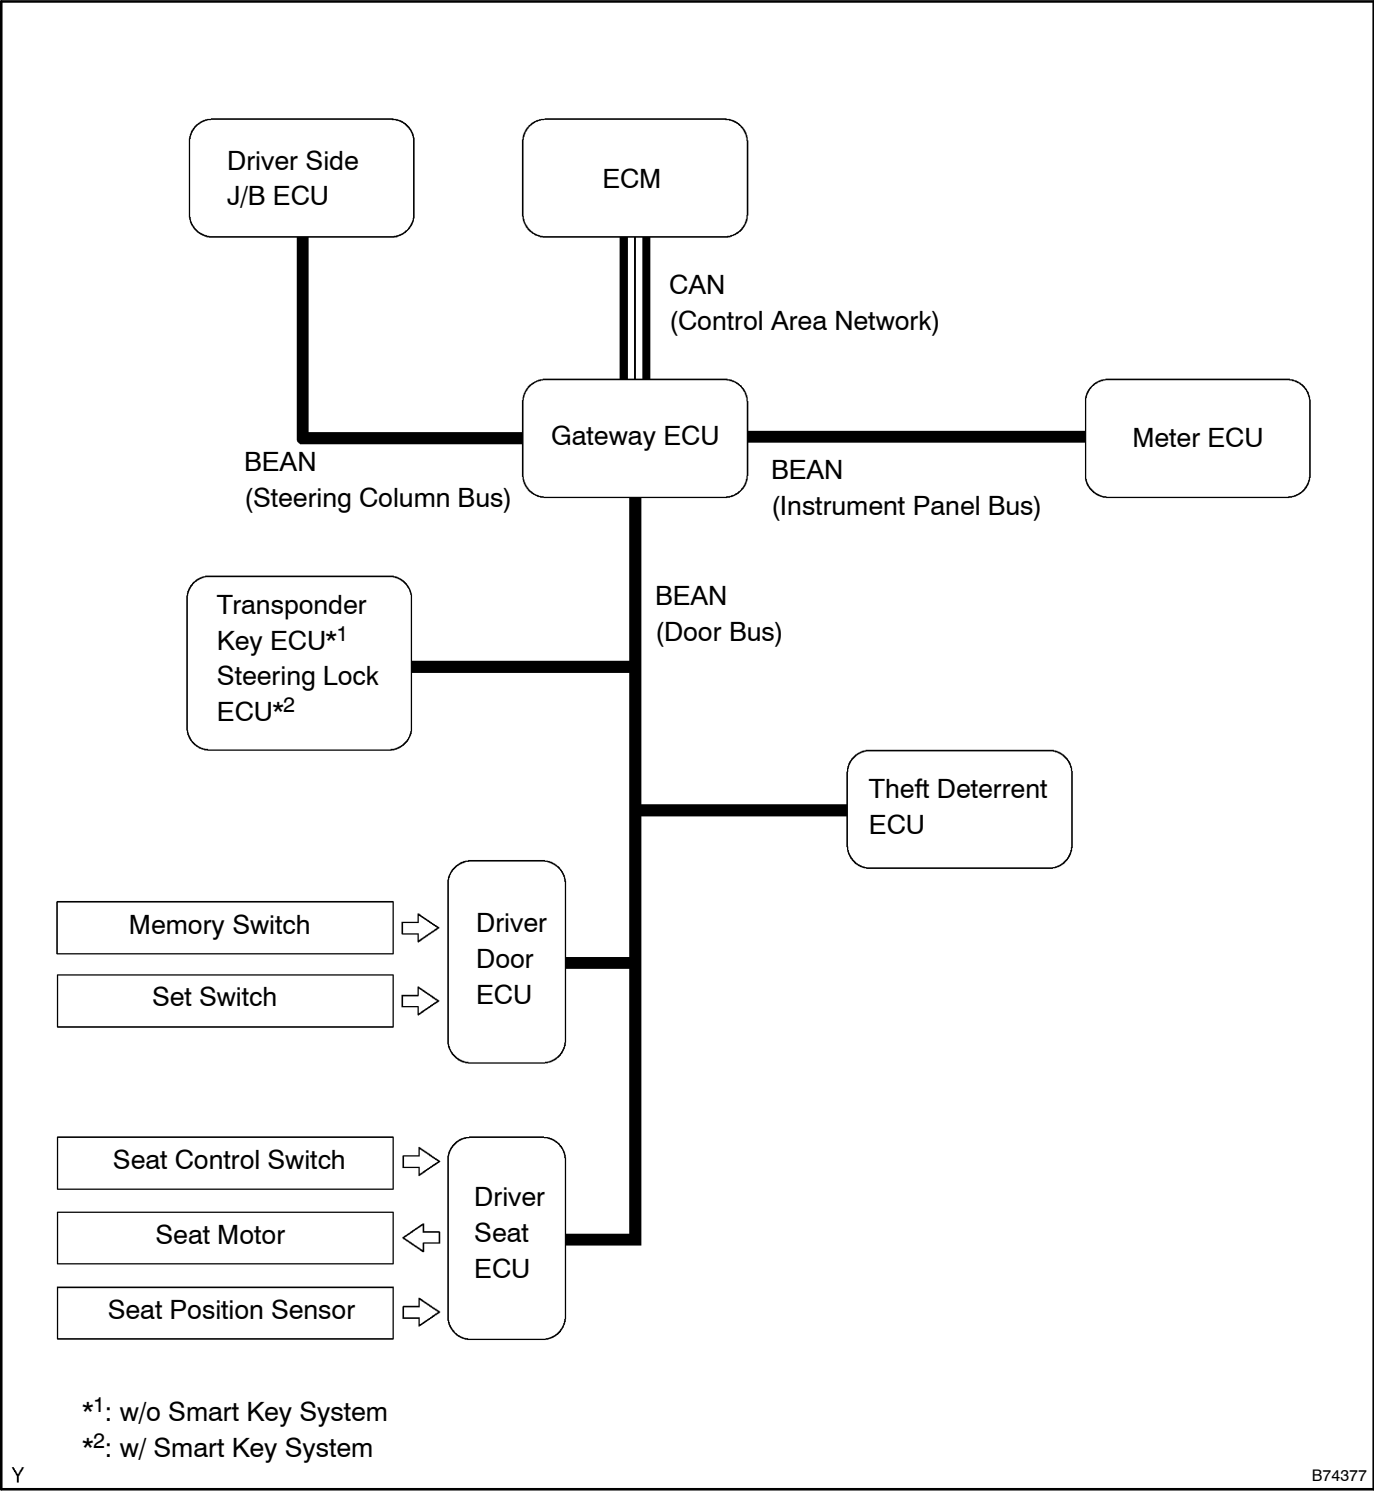 Driver Side
J/B ECU
ECM
CAN
(Control Area Network)
Gateway ECU
Meter ECU
BEAN
(Steering Column Bus)
BEAN
(Instrument Panel Bus)
BEAN
(Door Bus)
Transponder
Key ECU*1
Steering Lock
ECU*2
Theft Deterrent
ECU
Memory Switch
Set Switch
Driver
Door
ECU
Seat Control Switch
Seat Motor
Seat Position Sensor
Driver
Seat
ECU
*1: w/o Smart Key System
*2: w/ Smart Key System
Y
B74377